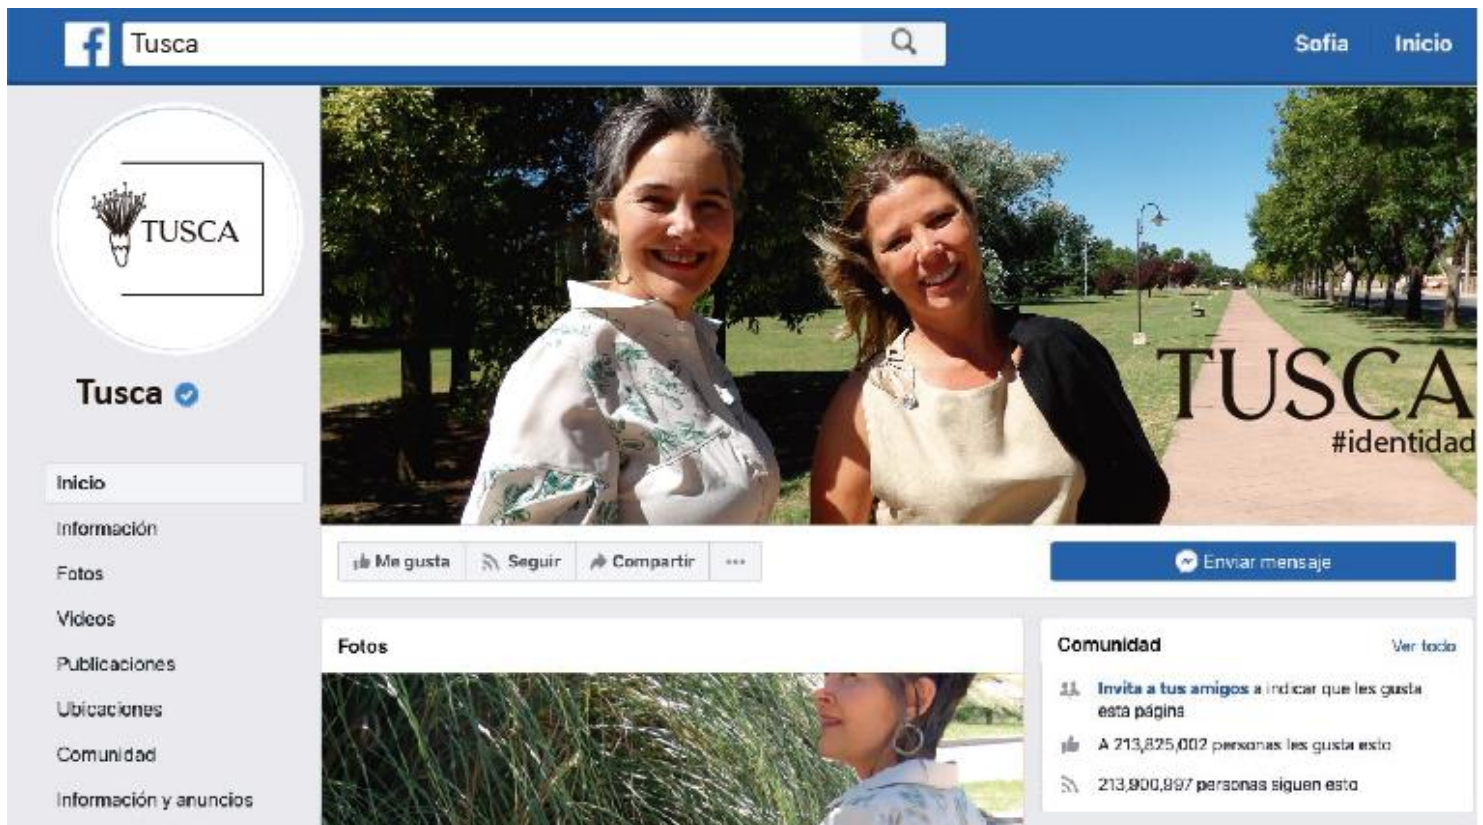 Tusca
Sofia
Inicio
TUSCA
Tusca
TUSCA
#identidad
Inicio
Información
Fotos
Videos
Publicaciones
Ubicaciones
Comunidad
Información y anuncios
Me gusta
Seguir
Compartir
Enviar mensaje
Fotos
Comunidad
Ver todo
Invita a tus amigos a indicar que les gusta
esta página
A 213,825,002 personas les gusta esto
213,900,997 personas siguen esto